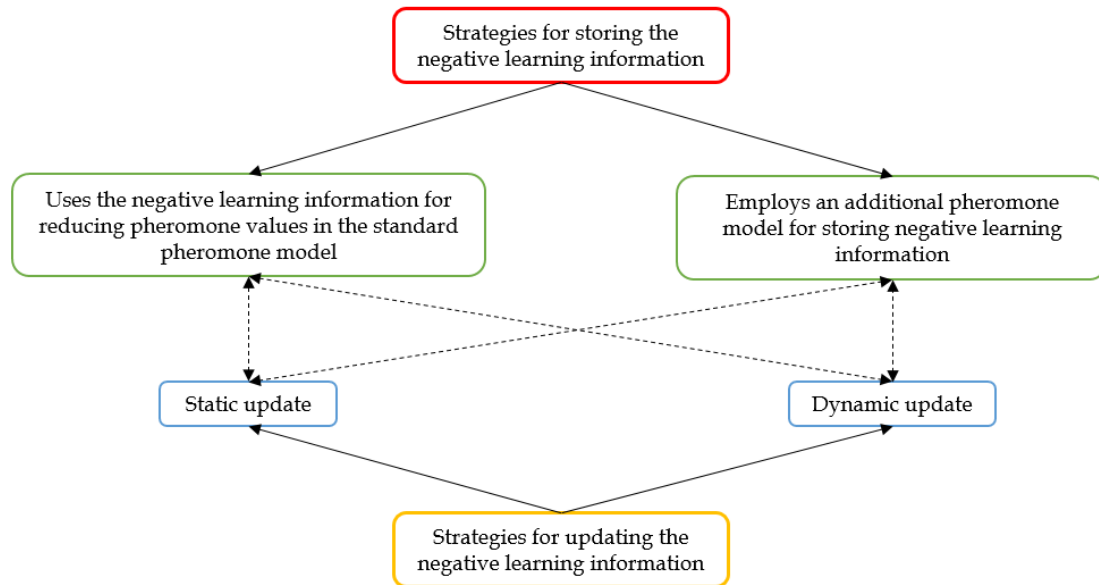 Strategies for storing the
negative learning information
Uses the negative learning information for
reducing pheromone values in the standard
pheromone model
Employs an additional pheromone
model for storing negative learning
information
Static update
Dynamic update
Strategies for updating the
negative learning information